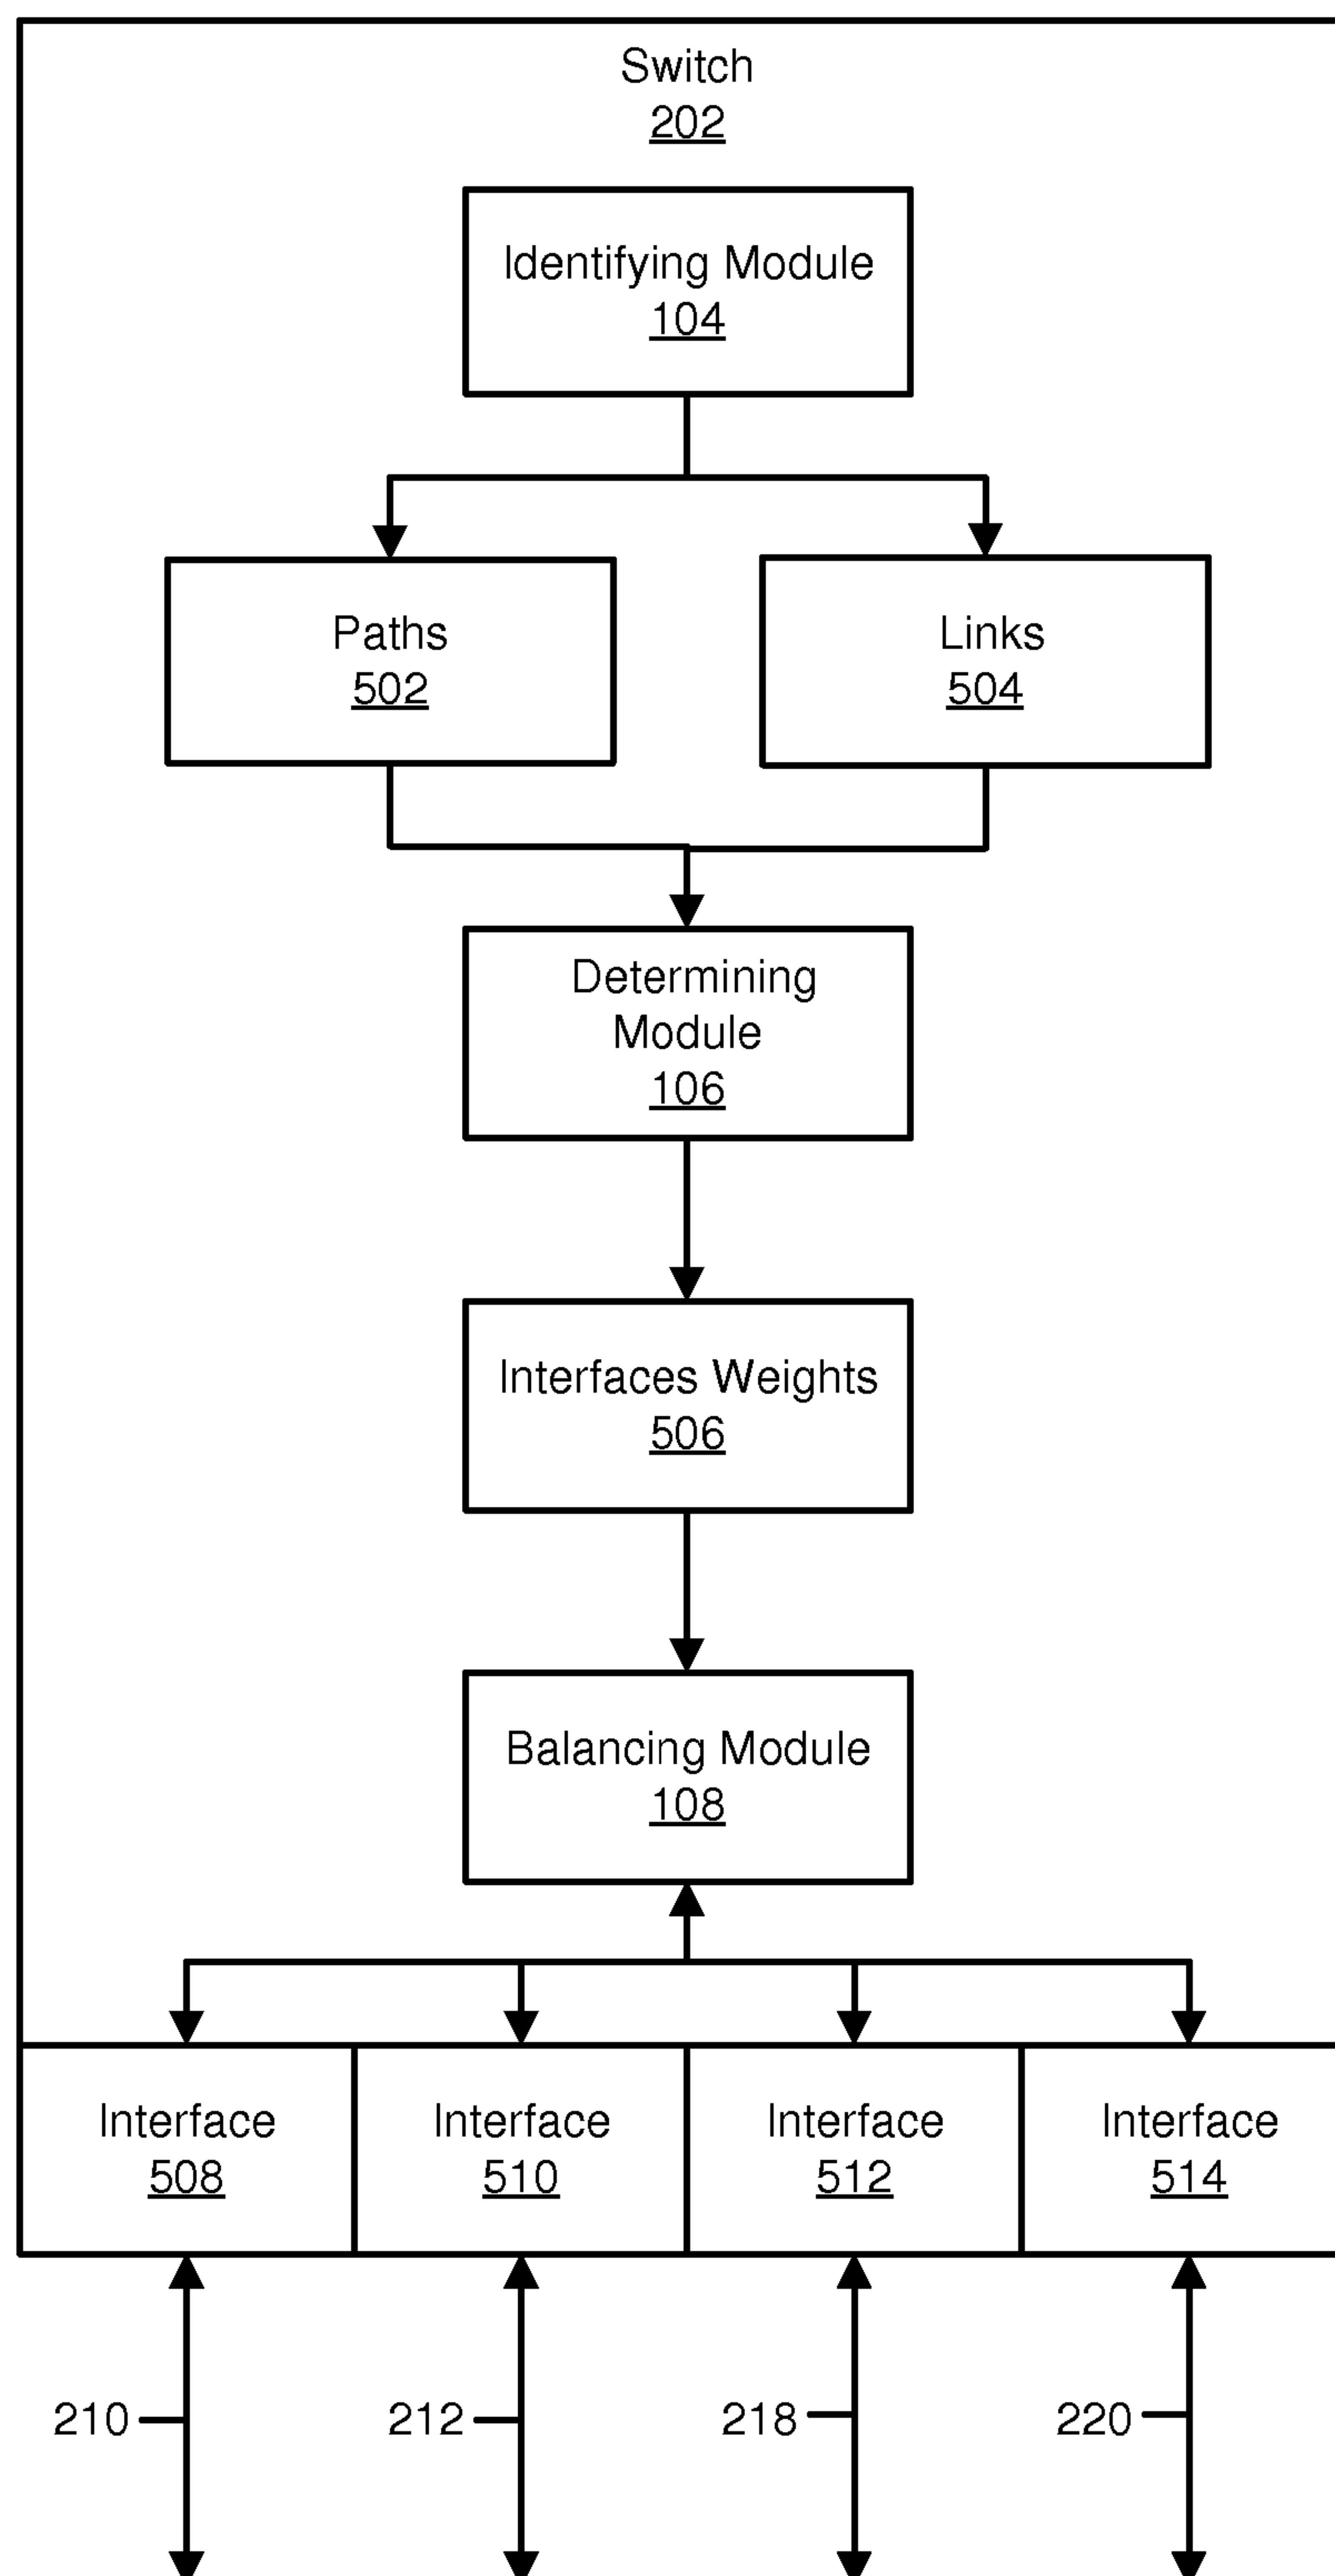 Switch
202
Identifying Module
104
Paths
502
Links
504
Determining
Module
106
Interfaces Weights
506
Balancing Module
108
Interface
508
Interface
510
Interface
512
Interface
514
210
212
218
220